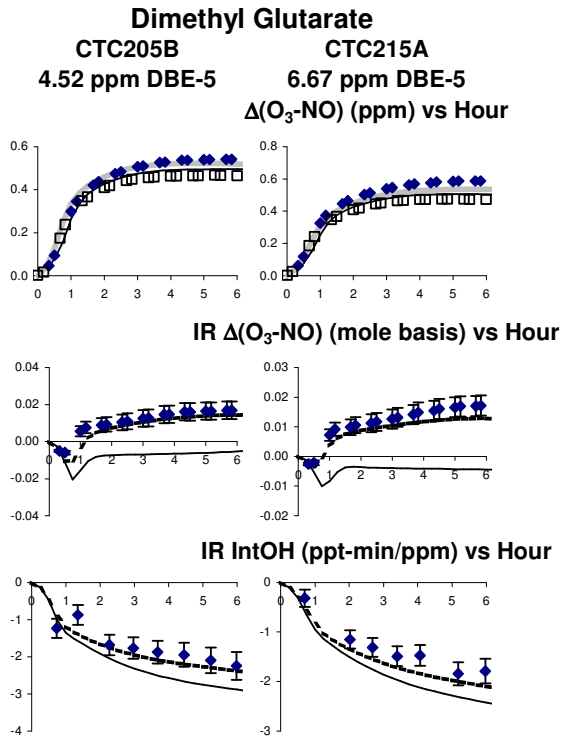 Dimethyl Glutarate
CTC205B CTC215A
4.52 ppm DBE-5 6.67 ppm DBE-5
Δ(O₃-NO) (ppm) vs Hour
0.6 0.8
0.4 0.6
0.4
0.2
0.2
0.0 0.0
0 1 2 3 4 5 6 0 1 2 3 4 5 6
IR Δ(O₃-NO) (mole basis) vs Hour
0.04 0.03
0.02 0.02
0.01
0.00 0.00
0 1 2 3 4 5 6 0 1 2 3 4 5 6
-0.02 -0.01
-0.04 -0.02
IR IntOH (ppt-min/ppm) vs Hour
0 0
0 1 2 3 4 5 6 0 1 2 3 4 5 6
-1 -1
-2 -2
-3
-4 -3